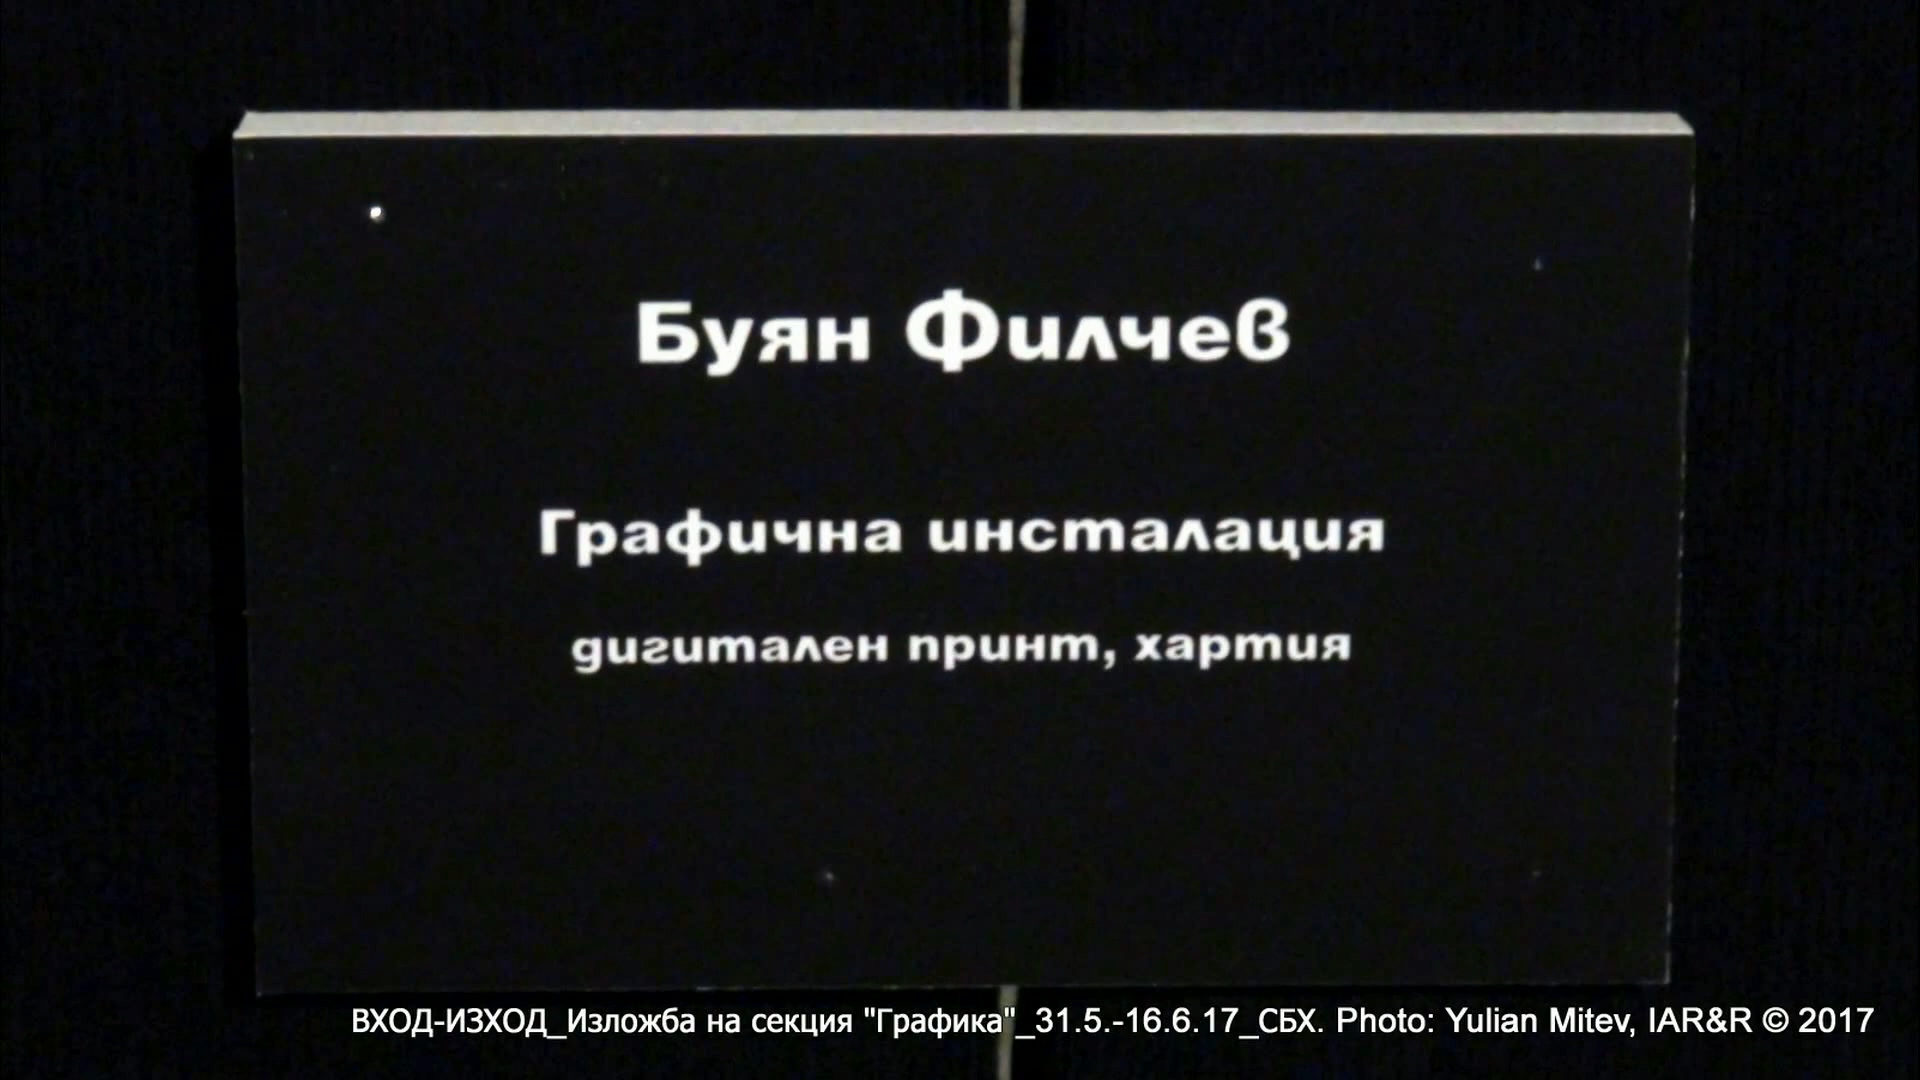 Буян Филчев
Графична инсталация
дигитален принт, хартия
ВХОД-ИЗХОД_Изложба на секция "Графика"_31.5.-16.6.17_СБХ. Photo: Yulian Mitev, IAR&R © 2017